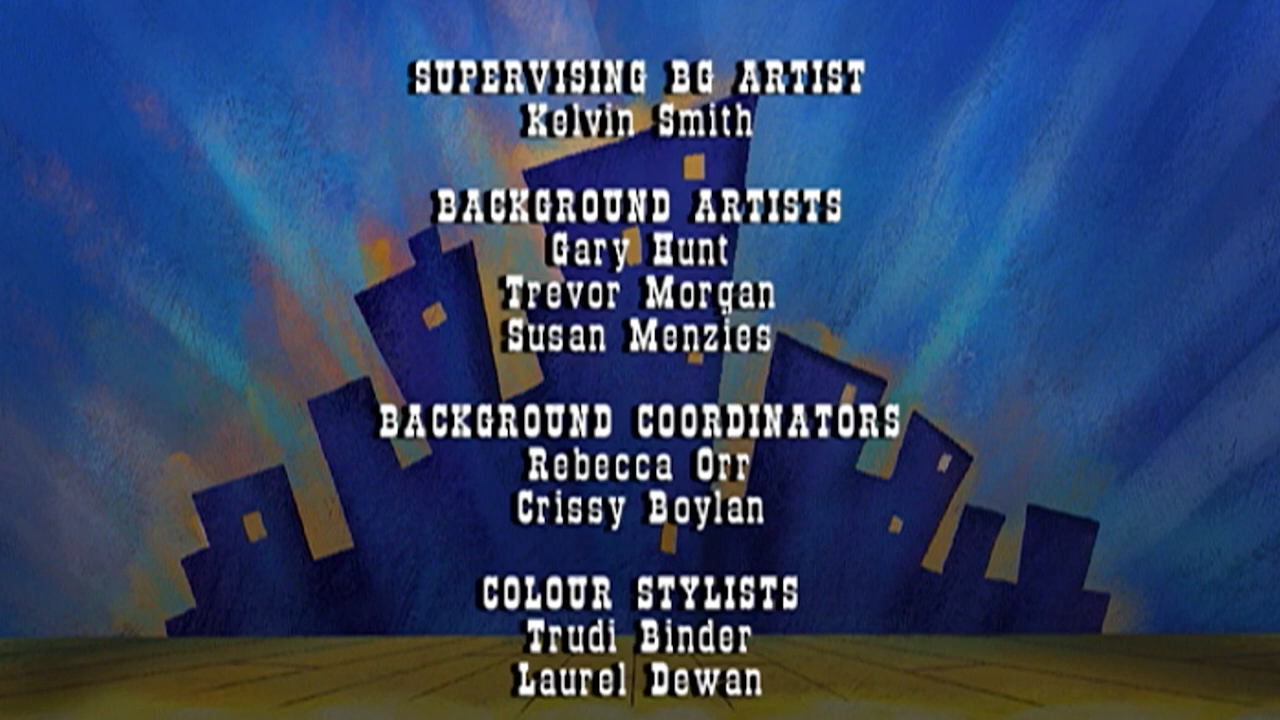 SUPERVISING BG ARTIST
Kelvin Smith
BACKGROUND ARTISTS
Gary Hunt
Trevor Morgan
Susan Menzies
BACKGROUND COORDINATORS
Rebecca Orr
Crissy Boylan
COLOUR STYLISTS
Trudi Binder
Laurel Dewan